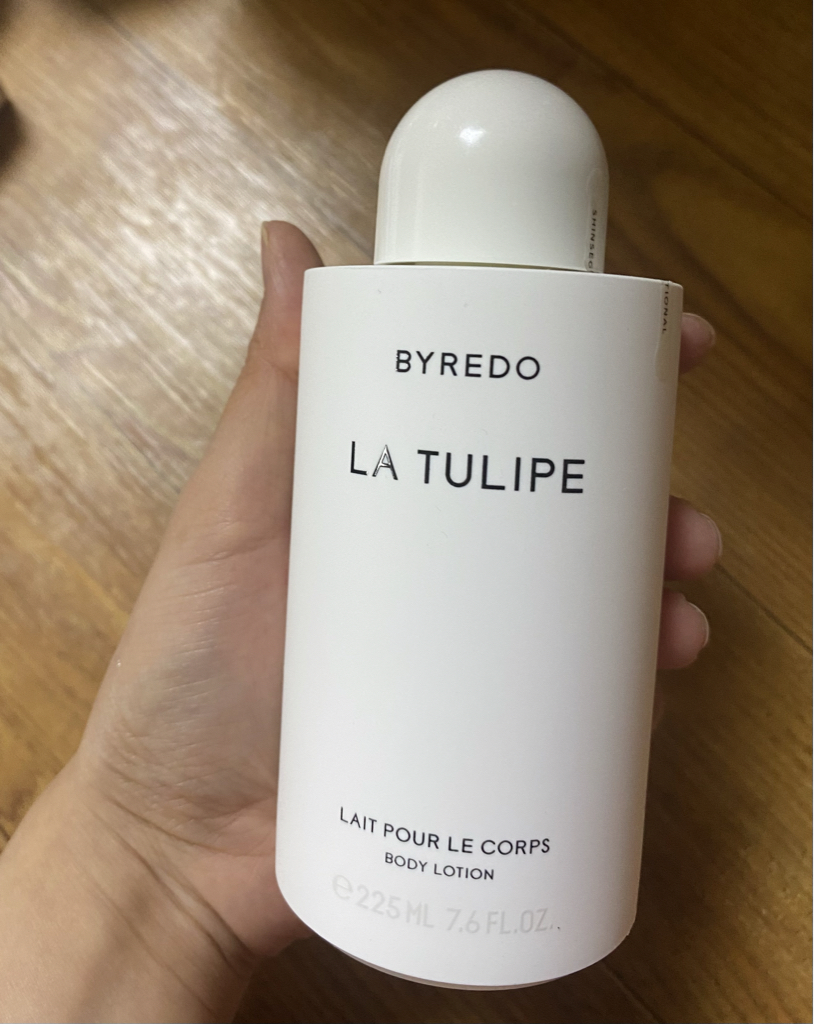 BYREDO
LA TULIPE
LAIT POUR LE CORPS
BODY LOTION
℮225 ML 7.6 FL.OZ.